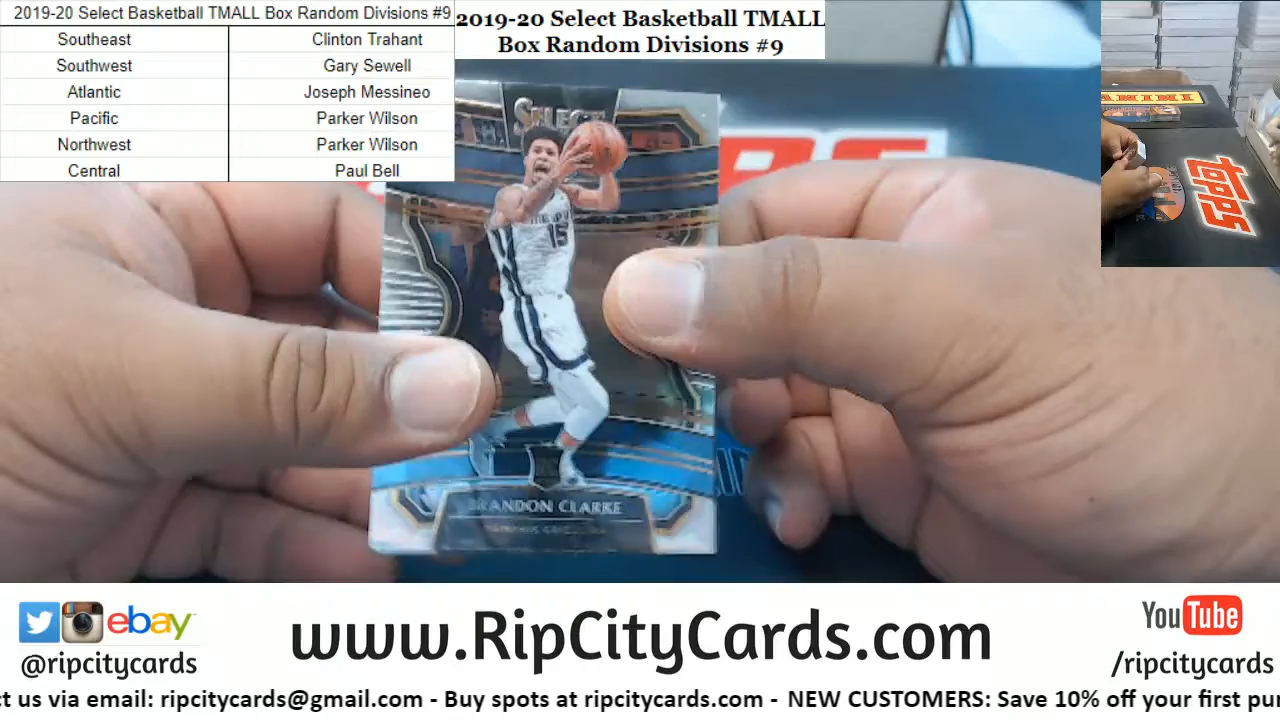 2019-20 Select Basketball TMALL Box Random Divisions #9
Southeast Clinton Trahant
Southwest Gary Sewell
Atlantic Joseph Messineo
Pacific Parker Wilson
Northwest Parker Wilson
Central Paul Bell
2019-20 Select Basketball TMALL
Box Random Divisions #9
SELECT
15
BRANDON CLARKE
topps
ebay
@ripcitycards
www.RipCityCards.com
YouTube
/ripcitycards
ct us via email: ripcitycards@gmail.com - Buy spots at ripcitycards.com - NEW CUSTOMERS: Save 10% off your first pur